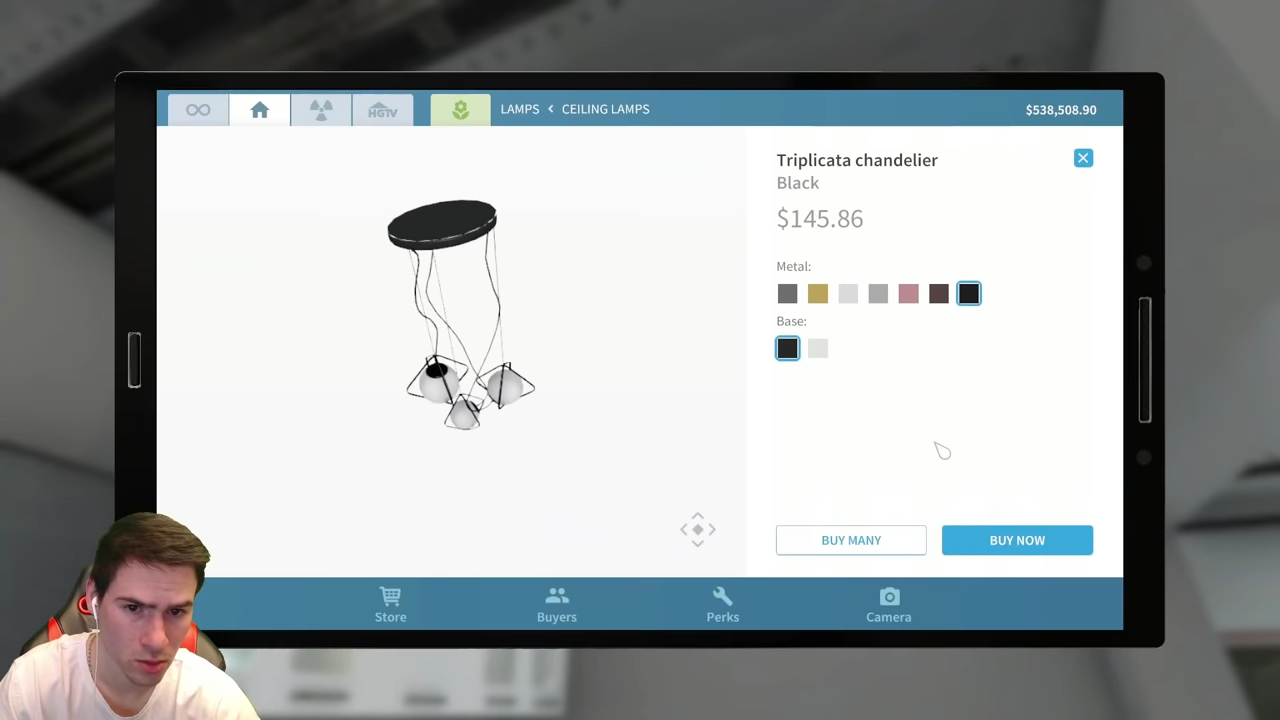 HGTV
LAMPS < CEILING LAMPS
$538,508.90
Triplicata chandelier
Black
$145.86
Metal:
Base:
BUY MANY
BUY NOW
Store
Buyers
Perks
Camera